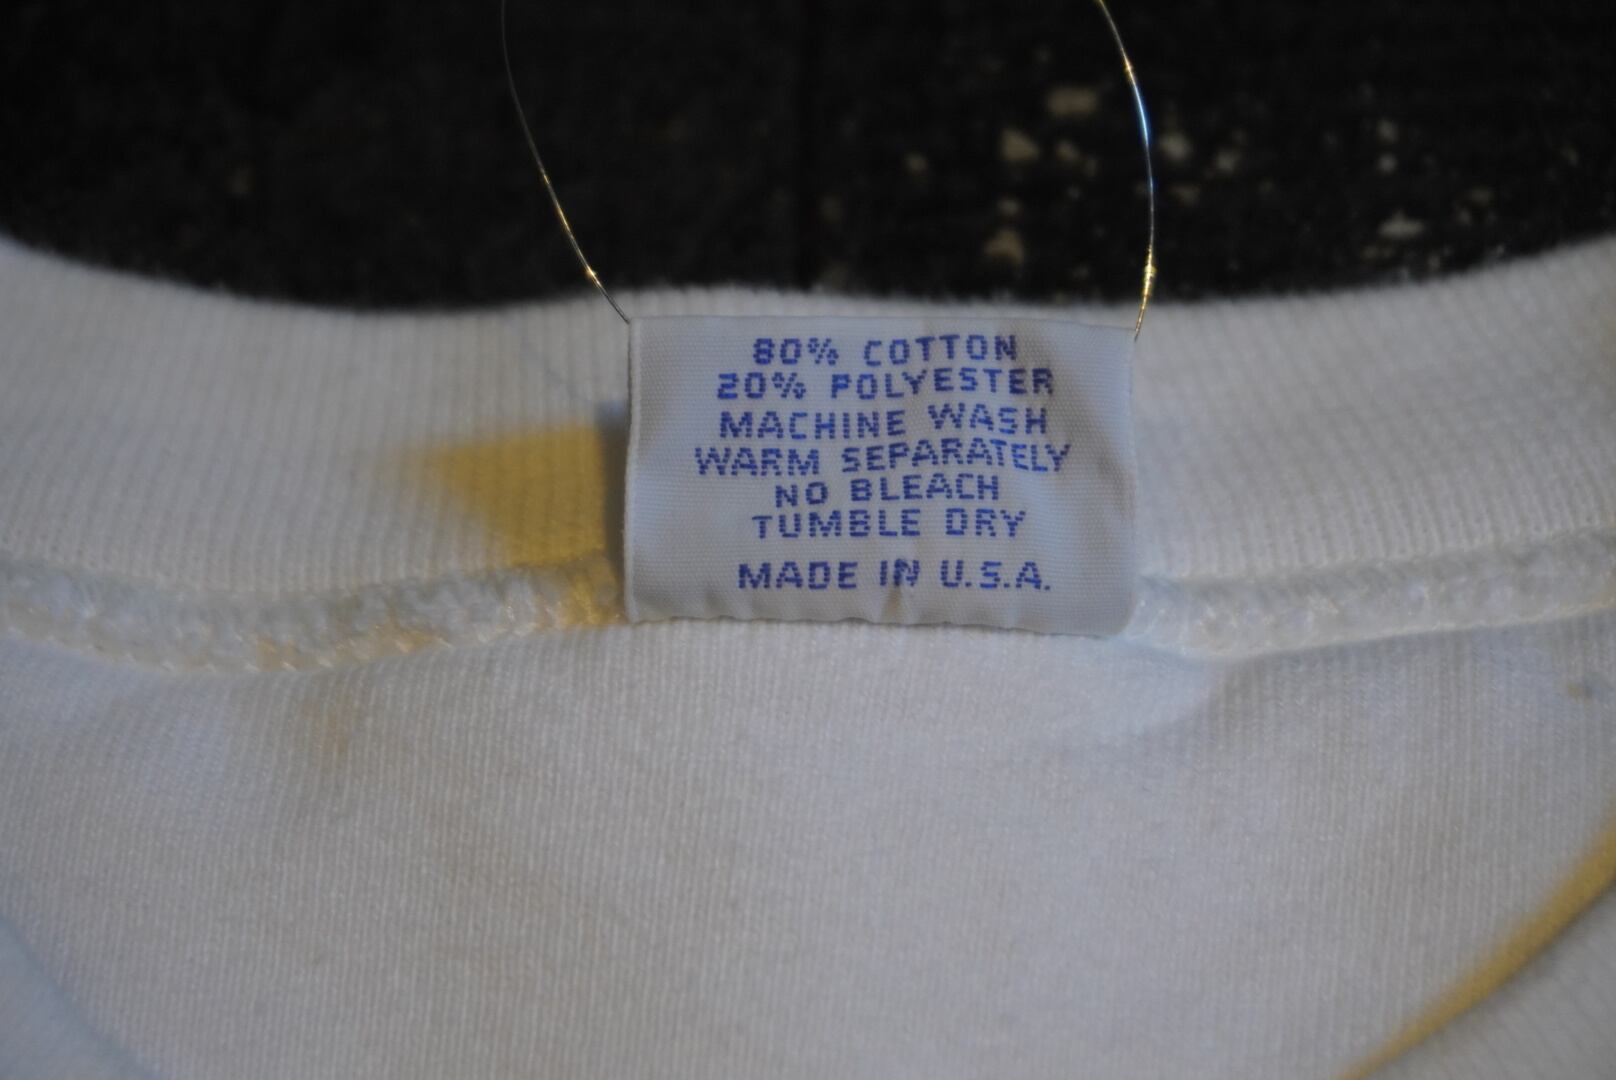 80% COTTON
20% POLYESTER
MACHINE WASH
WARM SEPARATELY
NO BLEACH
TUMBLE DRY
MADE IN U.S.A.